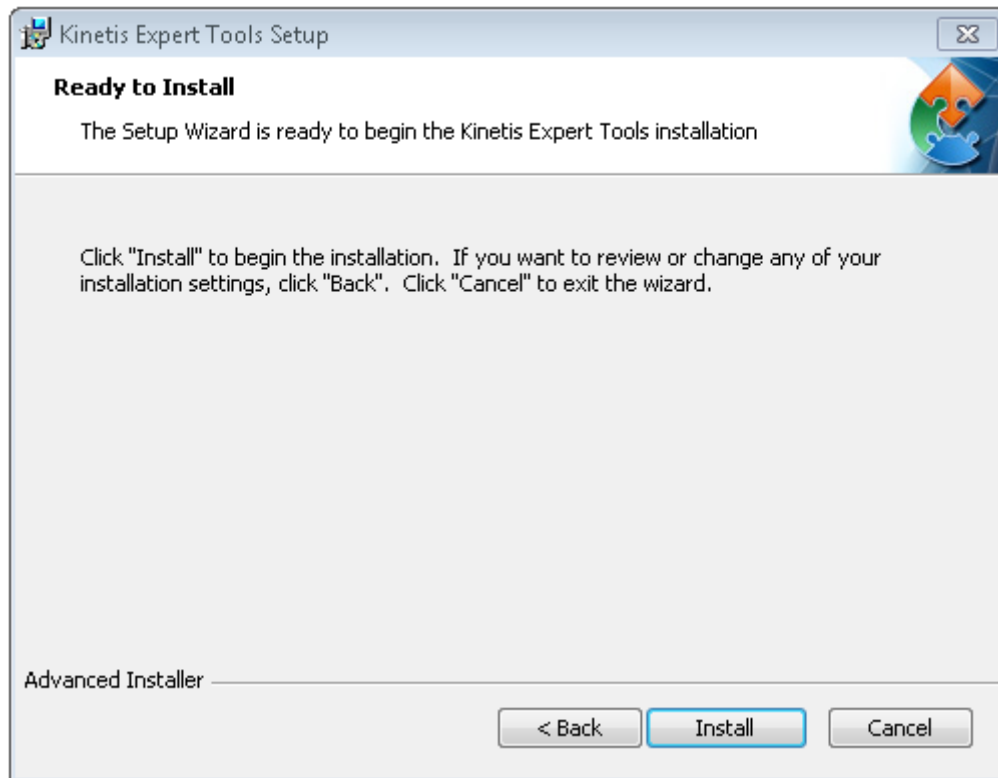 Kinetis Expert Tools Setup
Ready to Install
The Setup Wizard is ready to begin the Kinetis Expert Tools installation
Click "Install" to begin the installation.  If you want to review or change any of your
installation settings, click "Back".  Click "Cancel" to exit the wizard.
Advanced Installer
< Back
Install
Cancel